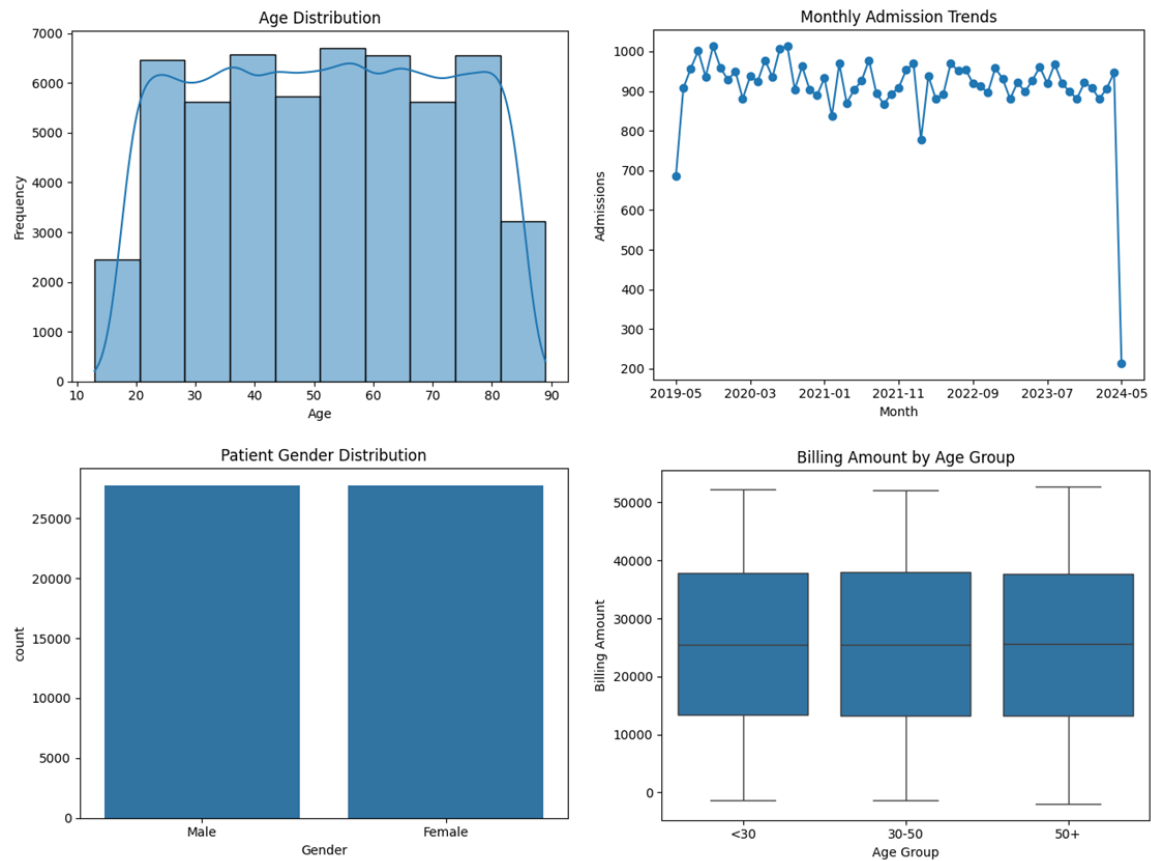 Age Distribution
7000
6000
5000
4000
3000
2000
1000
0
Frequency
10 20 30 40 50 60 70 80 90
Age
Monthly Admission Trends
1000
900
800
700
600
500
400
300
200
Admissions
2019-05 2020-03 2021-01 2021-11 2022-09 2023-07 2024-05
Month
Patient Gender Distribution
25000
20000
15000
10000
5000
0
count
Male Female
Gender
Billing Amount by Age Group
50000
40000
30000
20000
10000
0
Billing Amount
<30 30-50 50+
Age Group